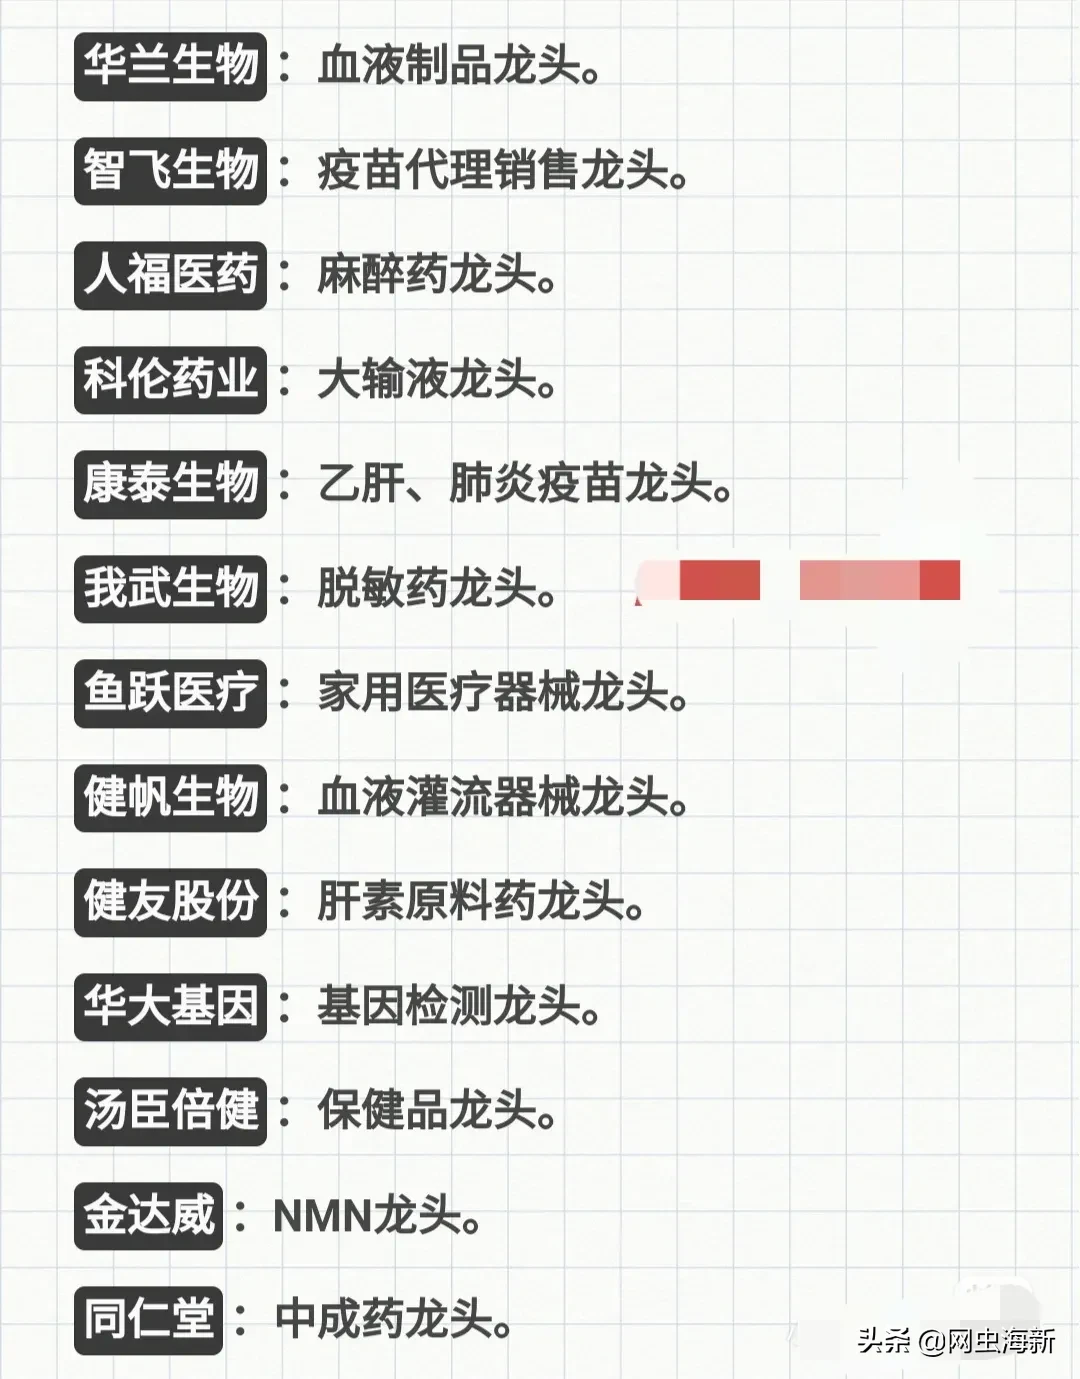 华兰生物：血液制品龙头。
智飞生物：疫苗代理销售龙头。
人福医药：麻醉药龙头。
科伦药业：大输液龙头。
康泰生物：乙肝、肺炎疫苗龙头。
我武生物：脱敏药龙头。
鱼跃医疗：家用医疗器械龙头。
健帆生物：血液灌流器械龙头。
健友股份：肝素原料药龙头。
华大基因：基因检测龙头。
汤臣倍健：保健品龙头。
金达威：NMN龙头。
同仁堂：中成药龙头。
头条 @网虫海新